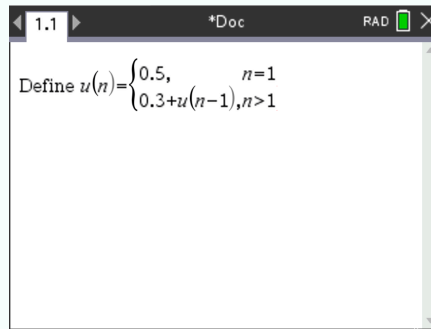 1.1 *Doc RAD
Define u(n)={0.5, n=1
0.3+u(n−1),n>1